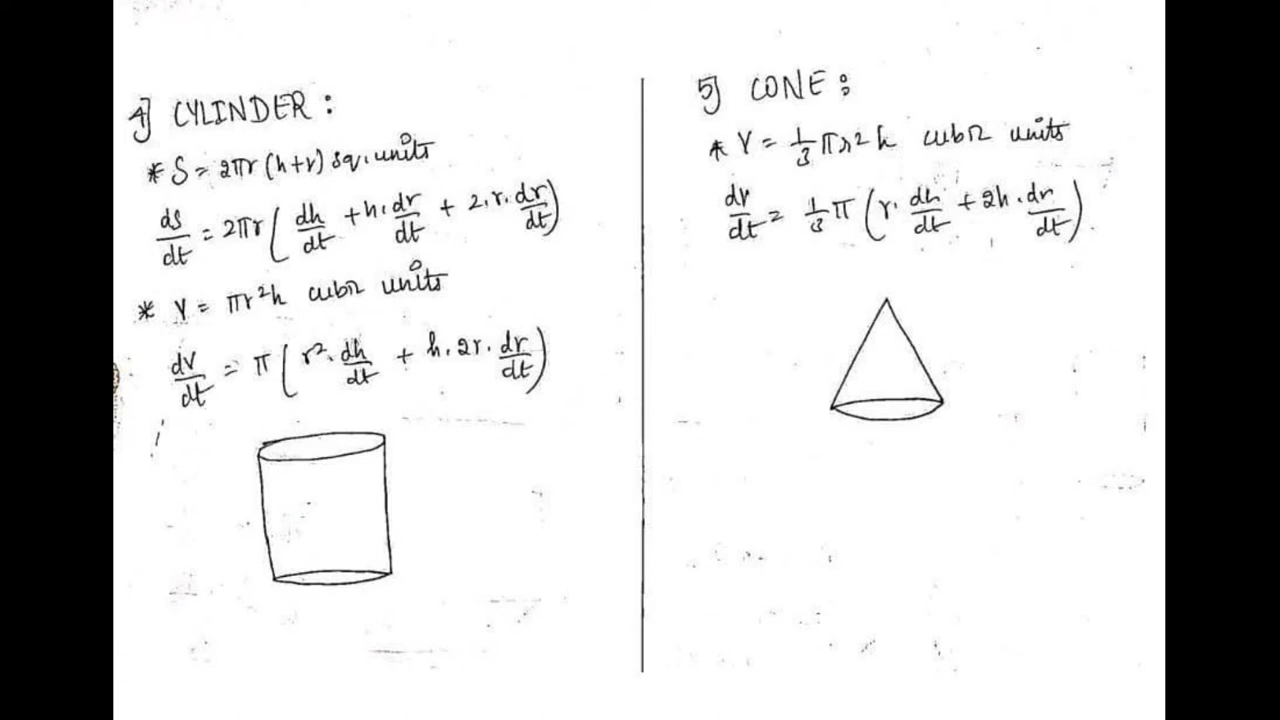 4] CYLINDER :
* S = 2πr (h+r) sq. units
ds/dt = 2πr ( dh/dt + h. dr/dt + 2. r. dr/dt )
* V = πr²h cubic units
dv/dt = π ( r². dh/dt + h. 2r. dr/dt )
5] CONE :
* V = 1/3 πr²h cubic units
dv/dt = 1/3 π ( r. dh/dt + 2h. dr/dt )